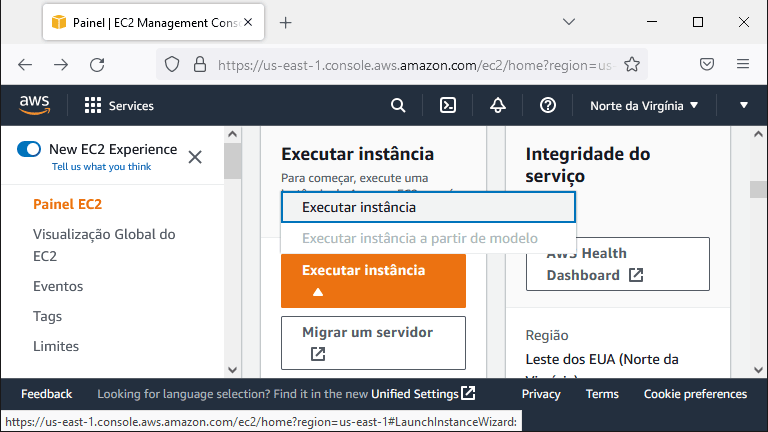 Painel | EC2 Management Conso
https://us-east-1.console.aws.amazon.com/ec2/home?region=us-
aws
Services
Norte da Virgínia
New EC2 Experience
Tell us what you think
Painel EC2
Visualização Global do
EC2
Eventos
Tags
Limites
Executar instância
Para começar, execute uma
Executar instância
Executar instância a partir de modelo
Executar instância
Migrar um servidor
Integridade do
serviço
AWS Health
Dashboard
Região
Leste dos EUA (Norte da
Virgínia)
Feedback
Looking for language selection? Find it in the new Unified Settings
Privacy
Terms
Cookie preferences
https://us-east-1.console.aws.amazon.com/ec2/home?region=us-east-1#LaunchInstanceWizard: